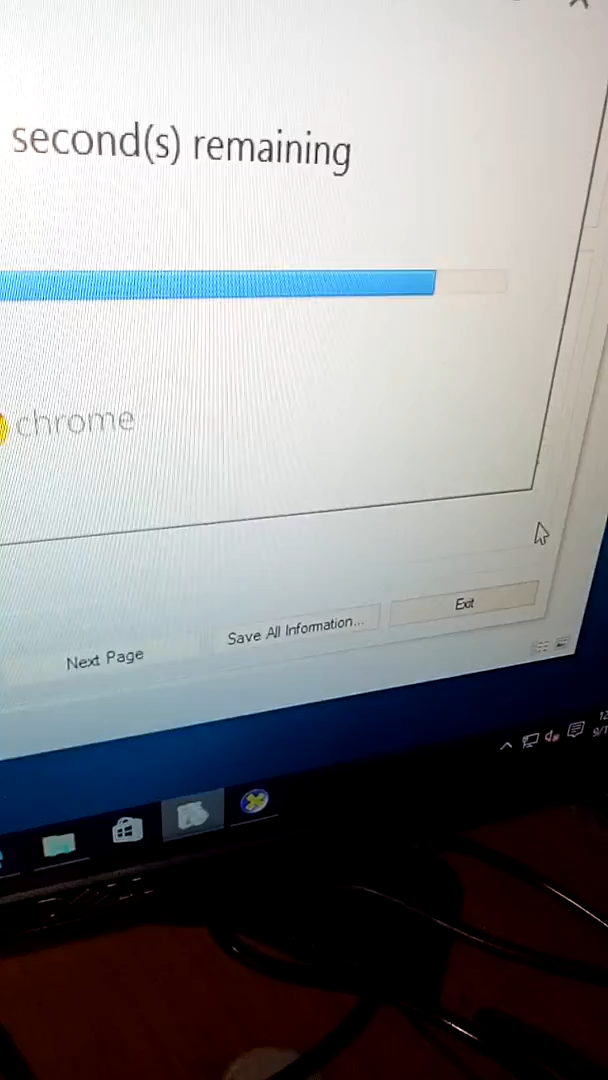 second(s) remaining
chrome
Exit
Save All Information...
Next Page